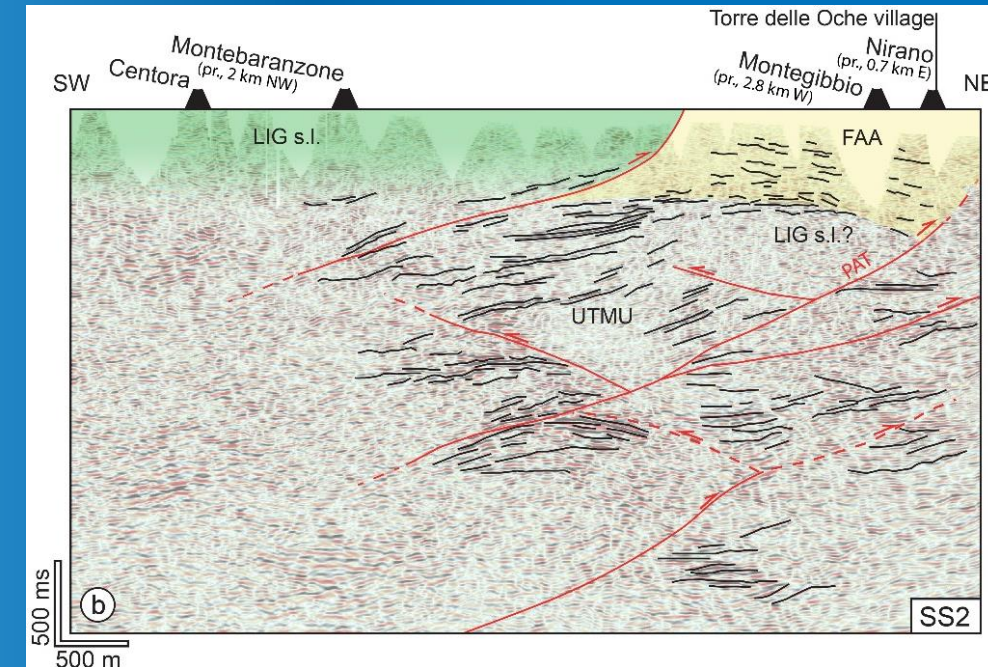 Torre delle Oche village
SW
Centora
Montebaranzone
(pr., 2 km NW)
Montegibbio
(pr., 2.8 km W)
Nirano
(pr., 0.7 km E)
NE
LIG s.l.
FAA
LIG s.l.?
PAT
UTMU
500 ms
500 m
b
SS2